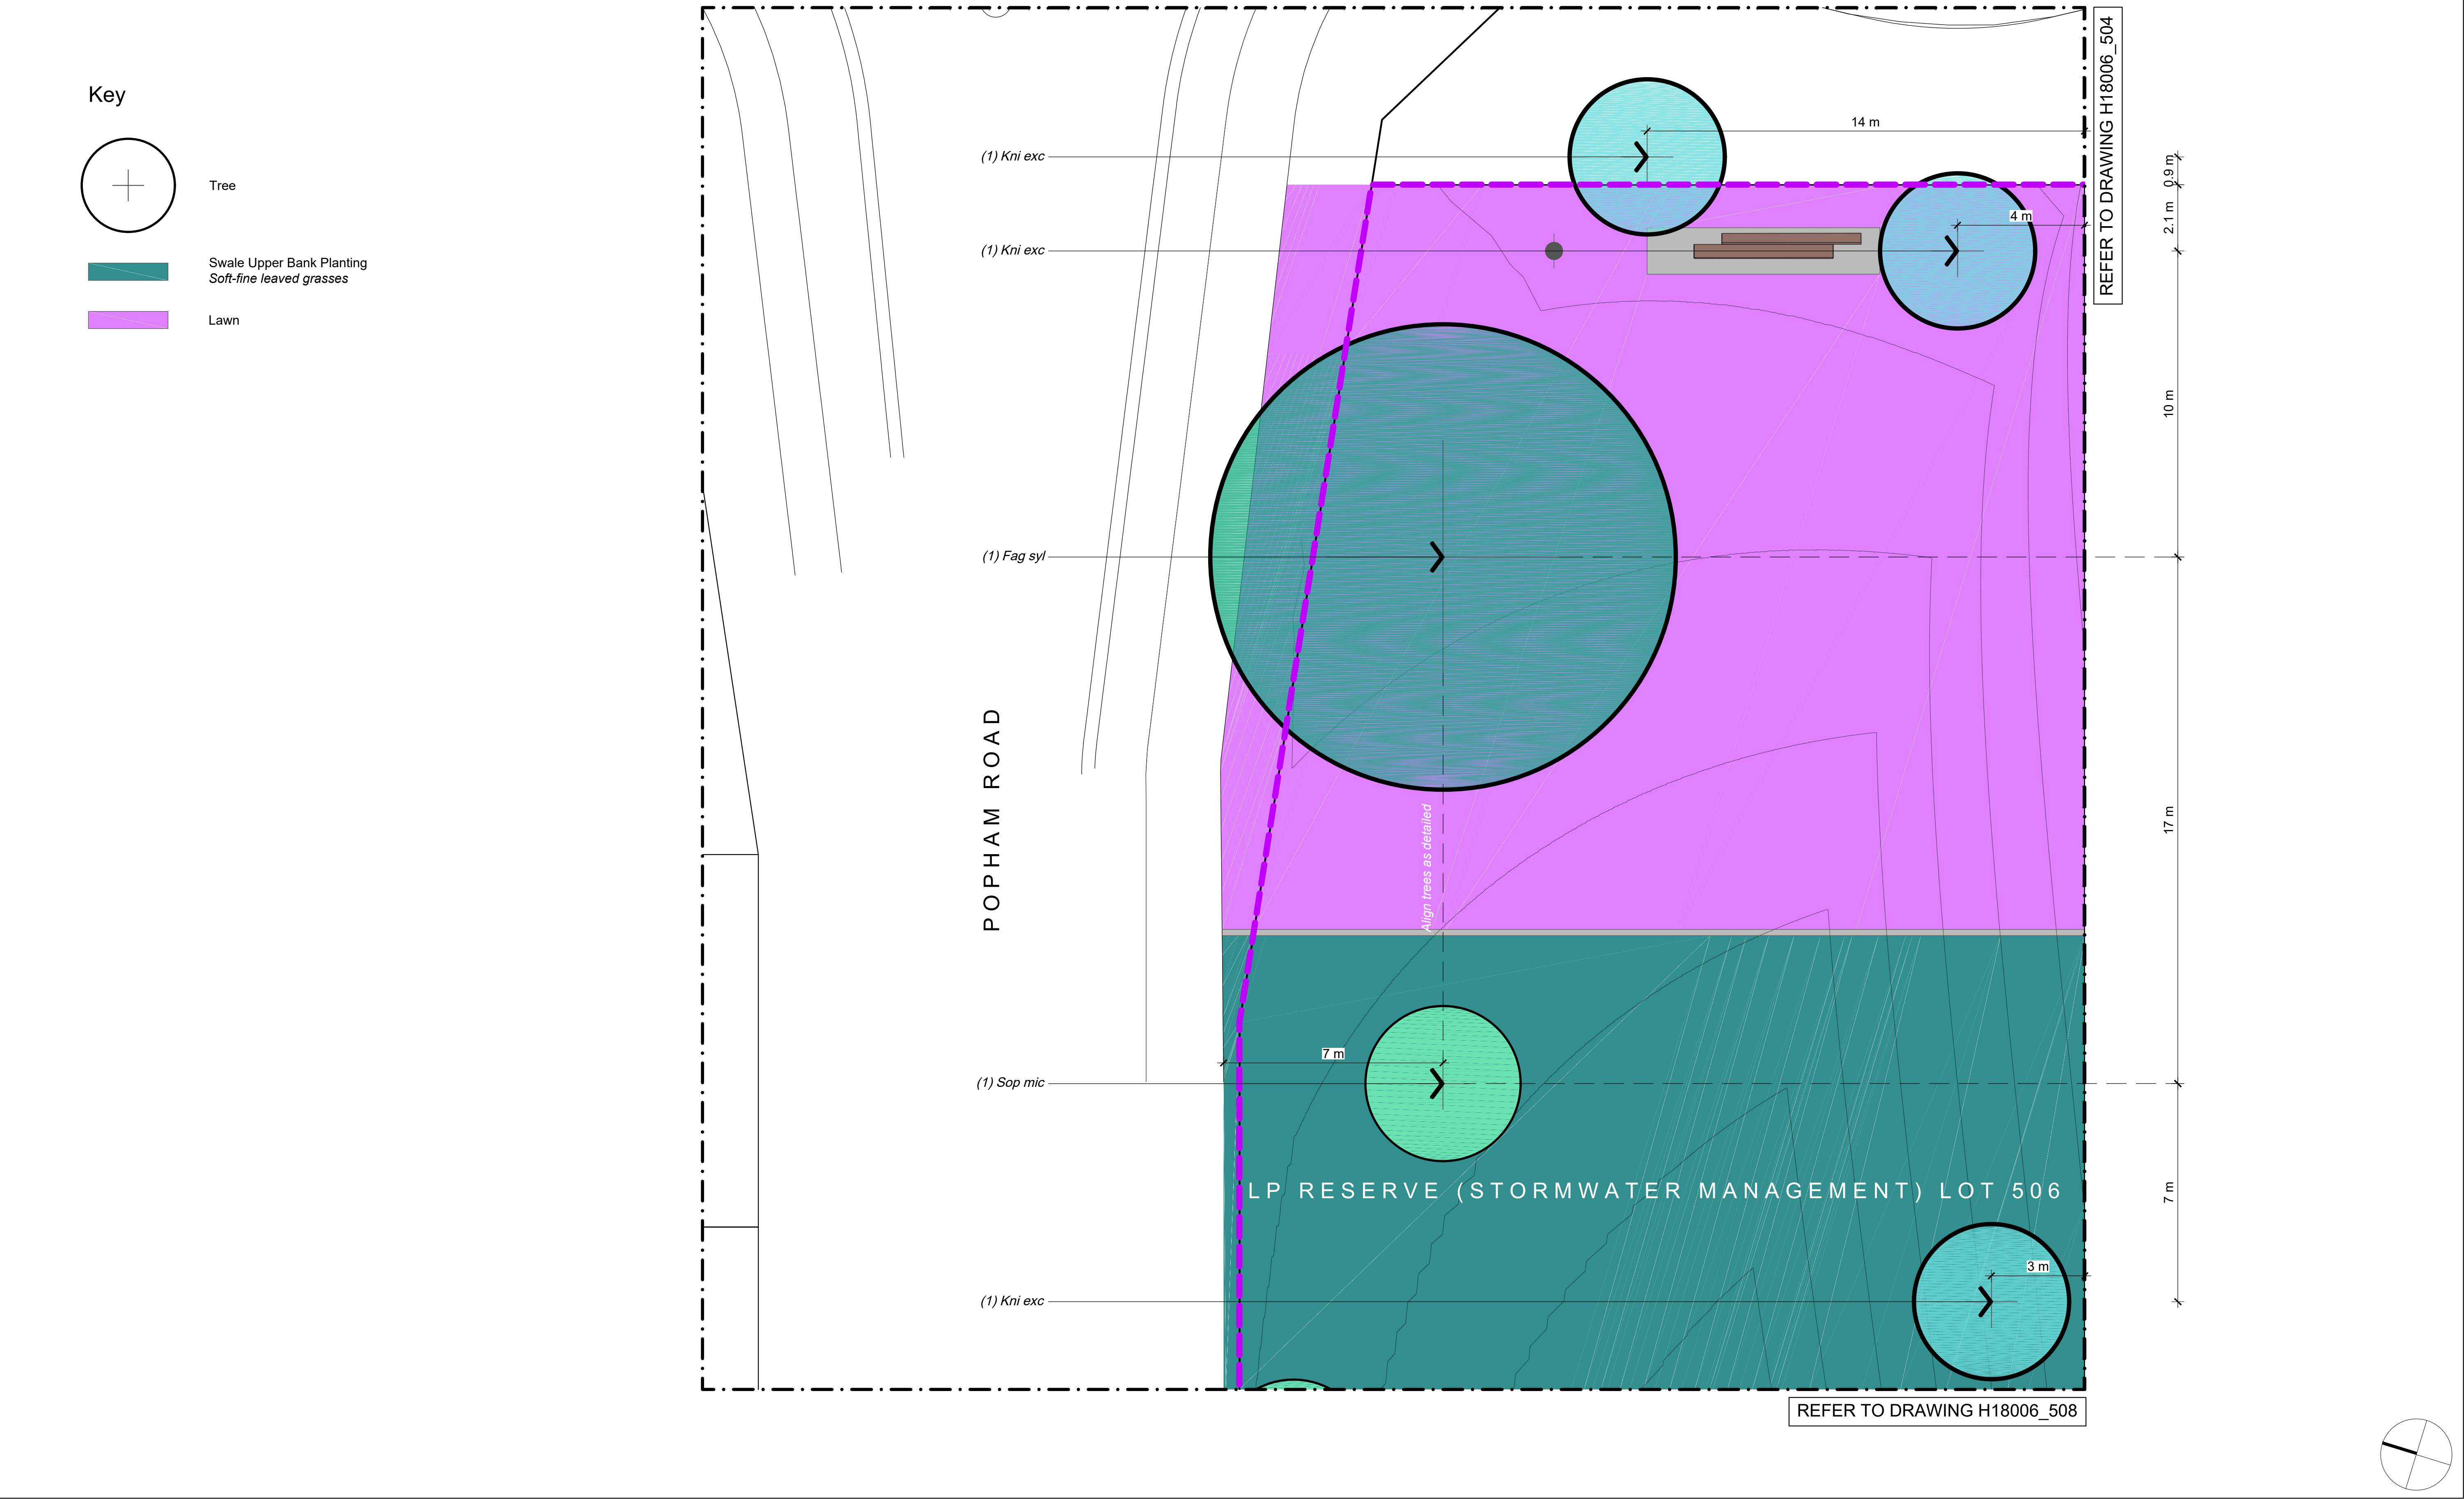 Key
Tree
Swale Upper Bank Planting
Soft-fine leaved grasses
Lawn
(1) Kni exc
(1) Kni exc
(1) Fag syl
(1) Sop mic
(1) Kni exc
POPHAM ROAD
14 m
4 m
Align trees as detailed
7 m
LP RESERVE (STORMWATER MANAGEMENT) LOT 506
3 m
REFER TO DRAWING H18006_504
0.9 m
2.1 m
10 m
17 m
7 m
REFER TO DRAWING H18006_508